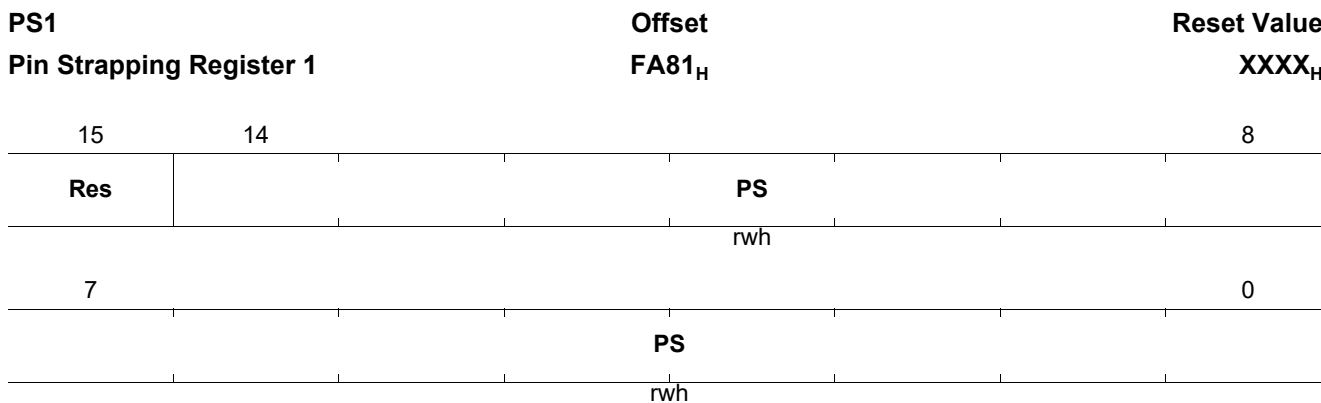 PS1 Offset Reset Value
Pin Strapping Register 1 FA81H XXXXH
15 14 8
Res PS
rwh
7 0
PS
rwh